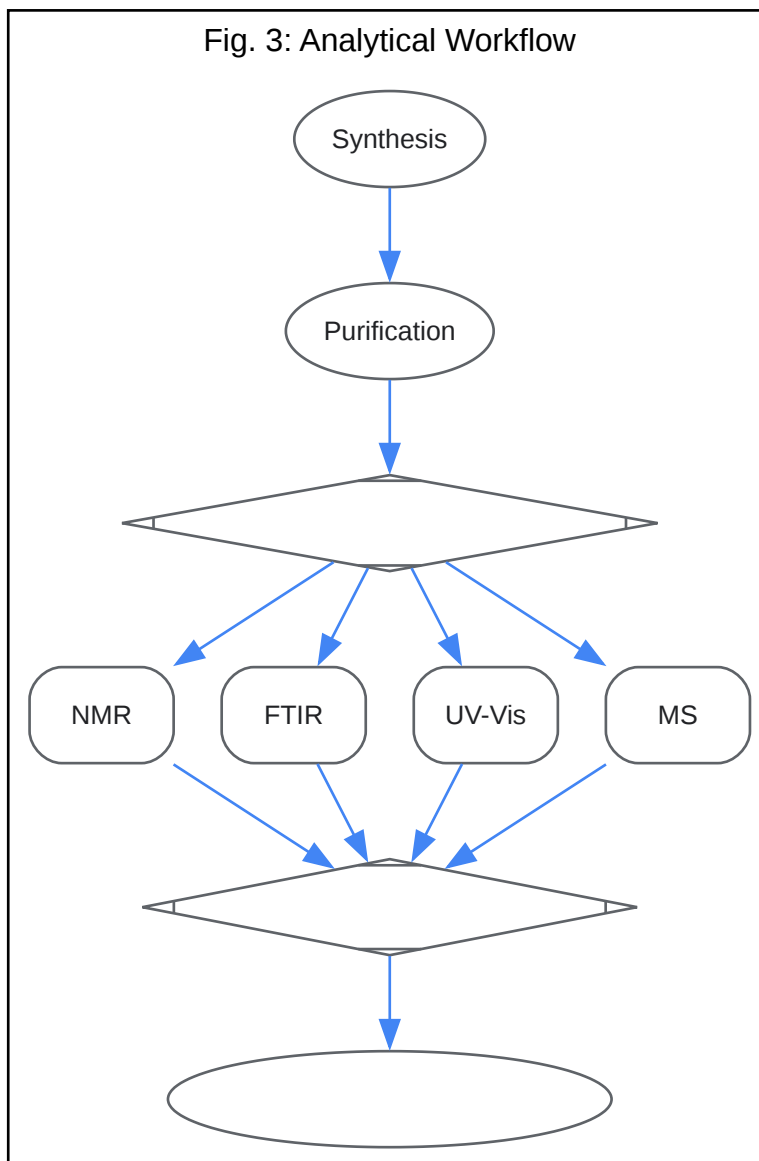 Fig. 3: Analytical Workflow
Synthesis
Purification
NMR
FTIR
UV-Vis
MS